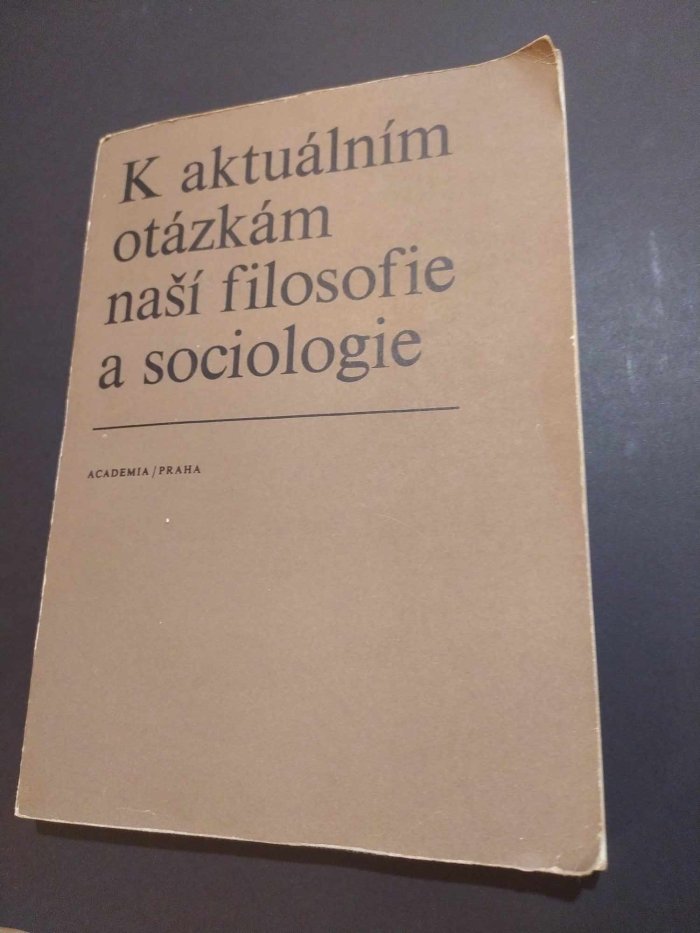 K aktuálním
otázkám
naší filosofie
a sociologie
ACADEMIA/PRAHA